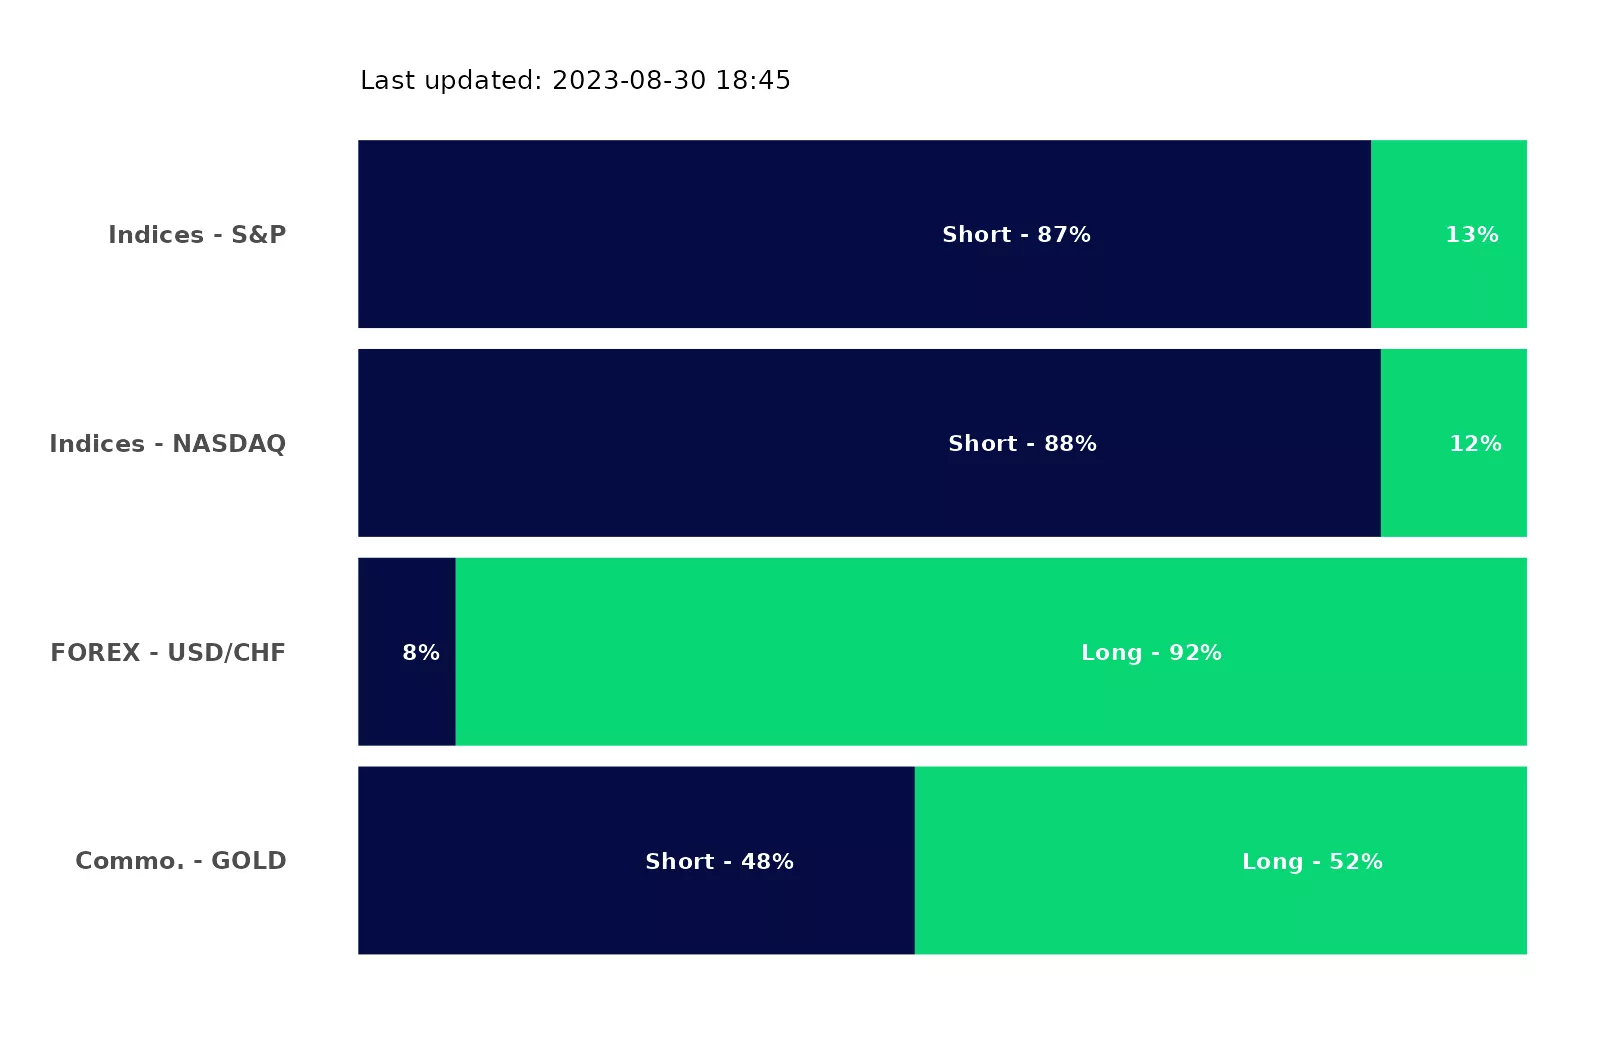 Last updated: 2023-08-30 18:45
Indices - S&P
Short - 87%
13%
Indices - NASDAQ
Short - 88%
12%
FOREX - USD/CHF
8%
Long - 92%
Commo. - GOLD
Short - 48%
Long - 52%